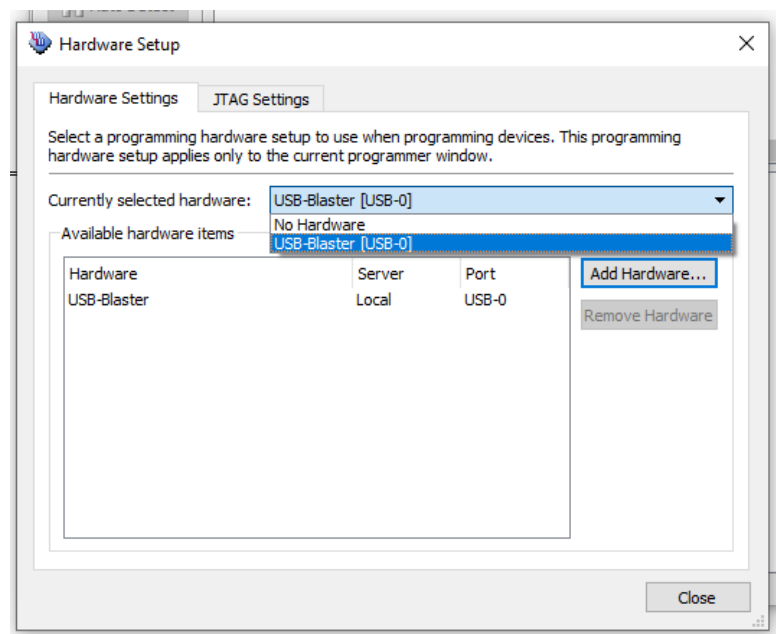 Hardware Setup
Hardware Settings
JTAG Settings
Select a programming hardware setup to use when programming devices. This programming
hardware setup applies only to the current programmer window.
Currently selected hardware:
USB-Blaster [USB-0]
No Hardware
USB-Blaster [USB-0]
Available hardware items
Hardware
Server
Port
USB-Blaster
Local
USB-0
Add Hardware...
Remove Hardware
Close